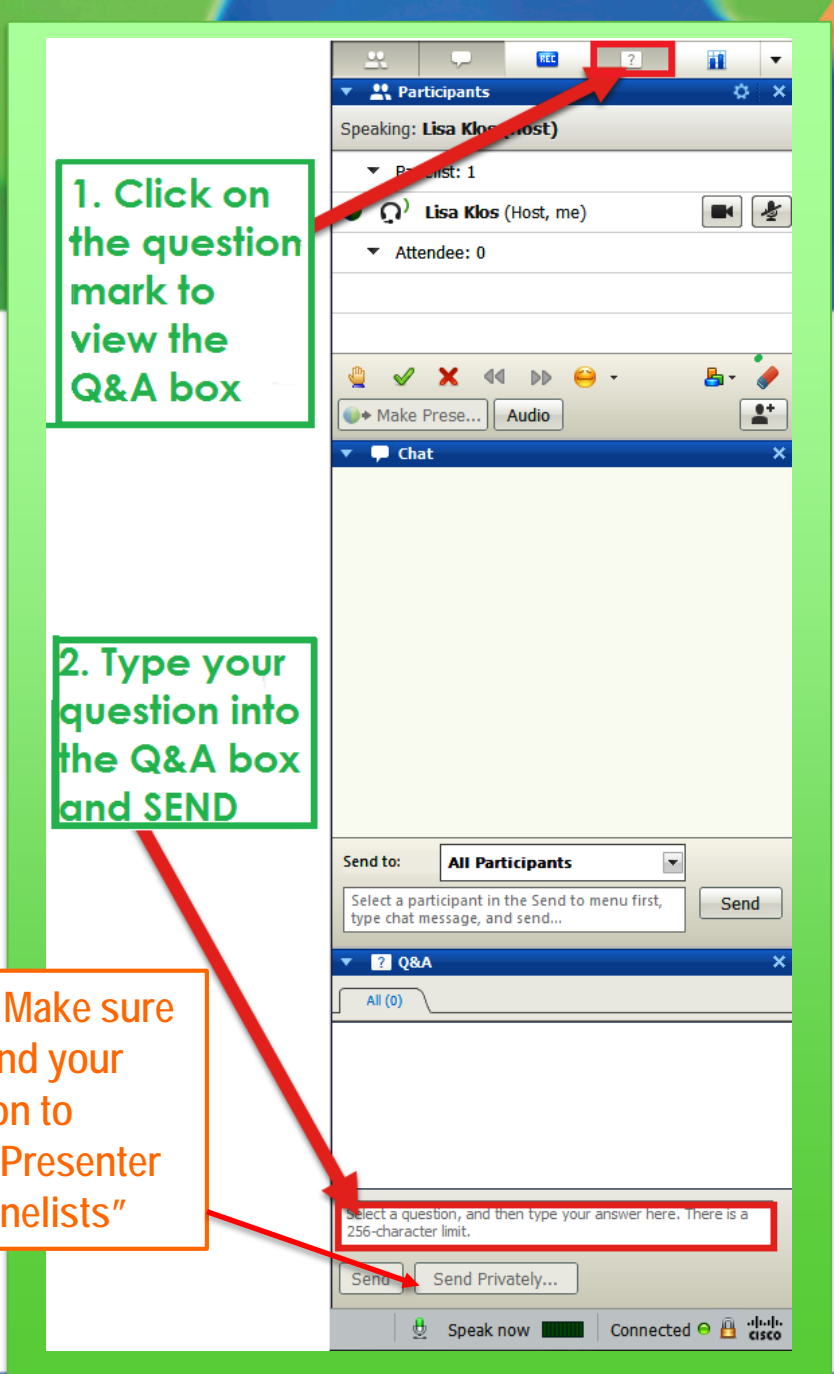 REC
?
Participants
Speaking: Lisa Klos (Host)
1. Click on
the question
mark to
view the
Q&A box
Panelist: 1
Lisa Klos (Host, me)
Attendee: 0
Make Prese...
Audio
Chat
2. Type your
question into
the Q&A box
and SEND
Send to:
All Participants
Select a participant in the Send to menu first,
type chat message, and send...
Send
? Q&A
All (0)
Make sure
nd your
on to
Presenter
nelists"
Select a question, and then type your answer here. There is a
256-character limit.
Send
Send Privately...
Speak now
Connected
cisco